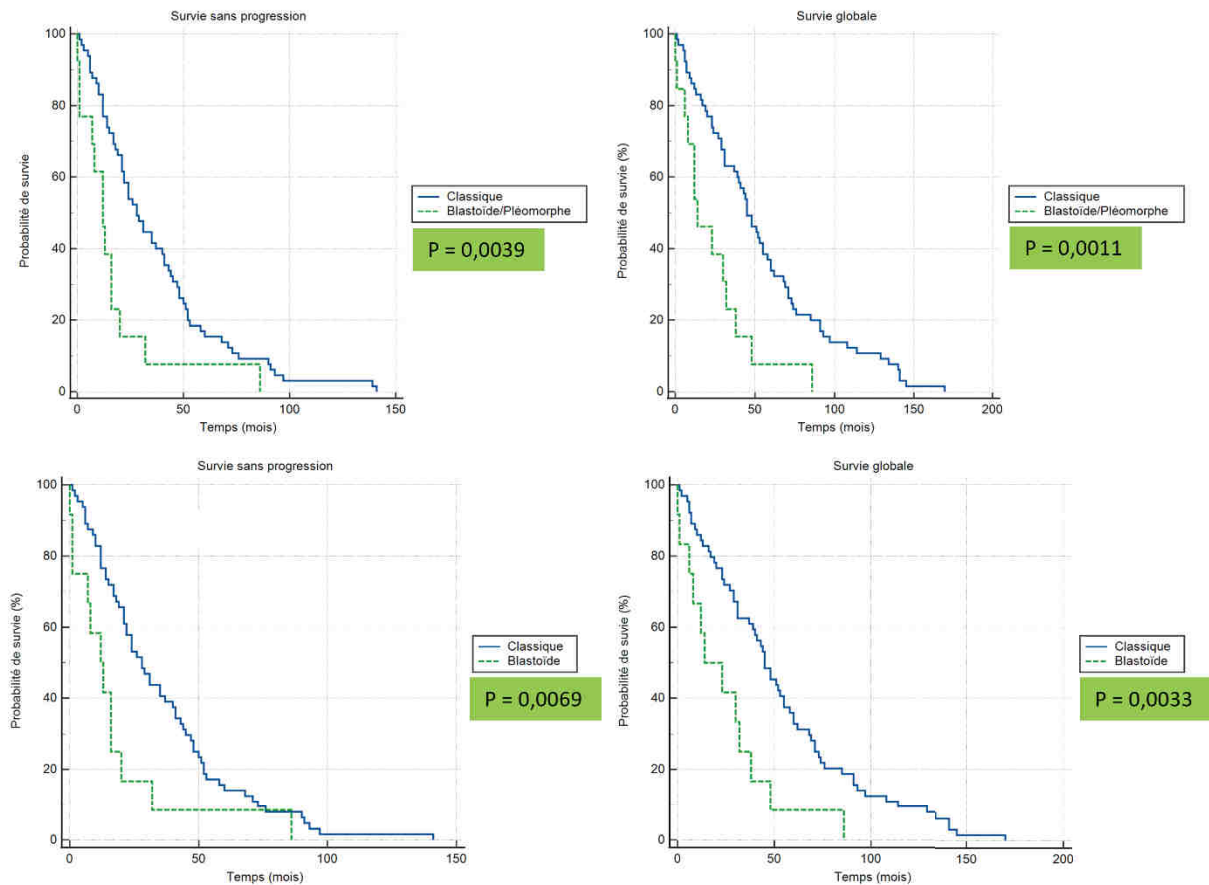 Survie sans progression
100
80
60
40
20
0
Probabilité de survie
0
50
100
150
Temps (mois)
Classique
Blastoïde/Pléomorphe
P = 0,0039
Survie globale
100
80
60
40
20
0
Probabilité de survie (%)
0
50
100
150
200
Temps (mois)
Classique
Blastoïde/Pléomorphe
P = 0,0011
Survie sans progression
100
80
60
40
20
0
Probabilité de survie (%)
0
50
100
150
Temps (mois)
Classique
Blastoïde
P = 0,0069
Survie globale
100
80
60
40
20
0
Probabilité de survie (%)
0
50
100
150
200
Temps (mois)
Classique
Blastoïde
P = 0,0033